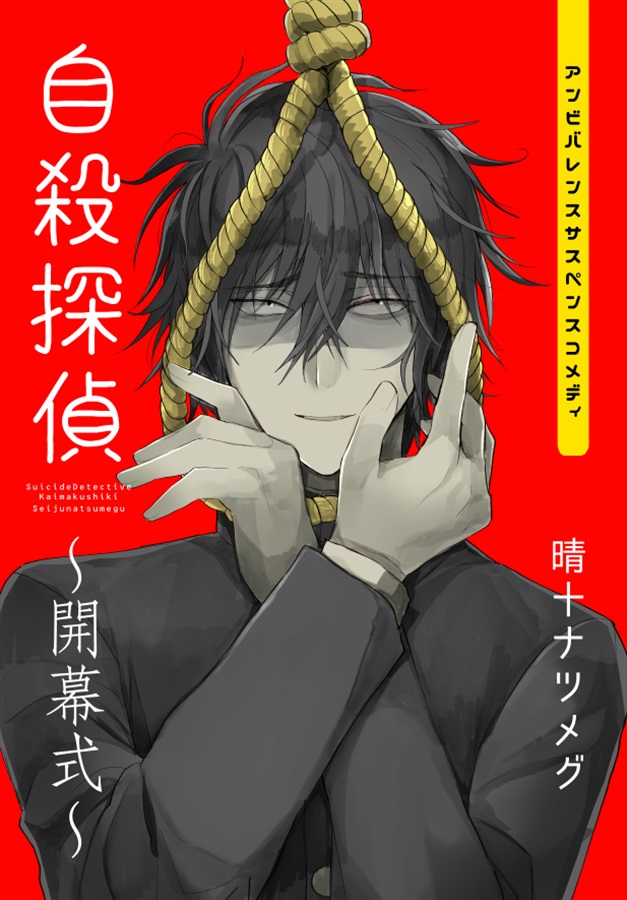 アンビバレンスサスペンスコメディ
自殺探偵
SuicideDetective
Kaimakushiki
Seijunatsumegu
～開幕式～
晴十ナツメグ